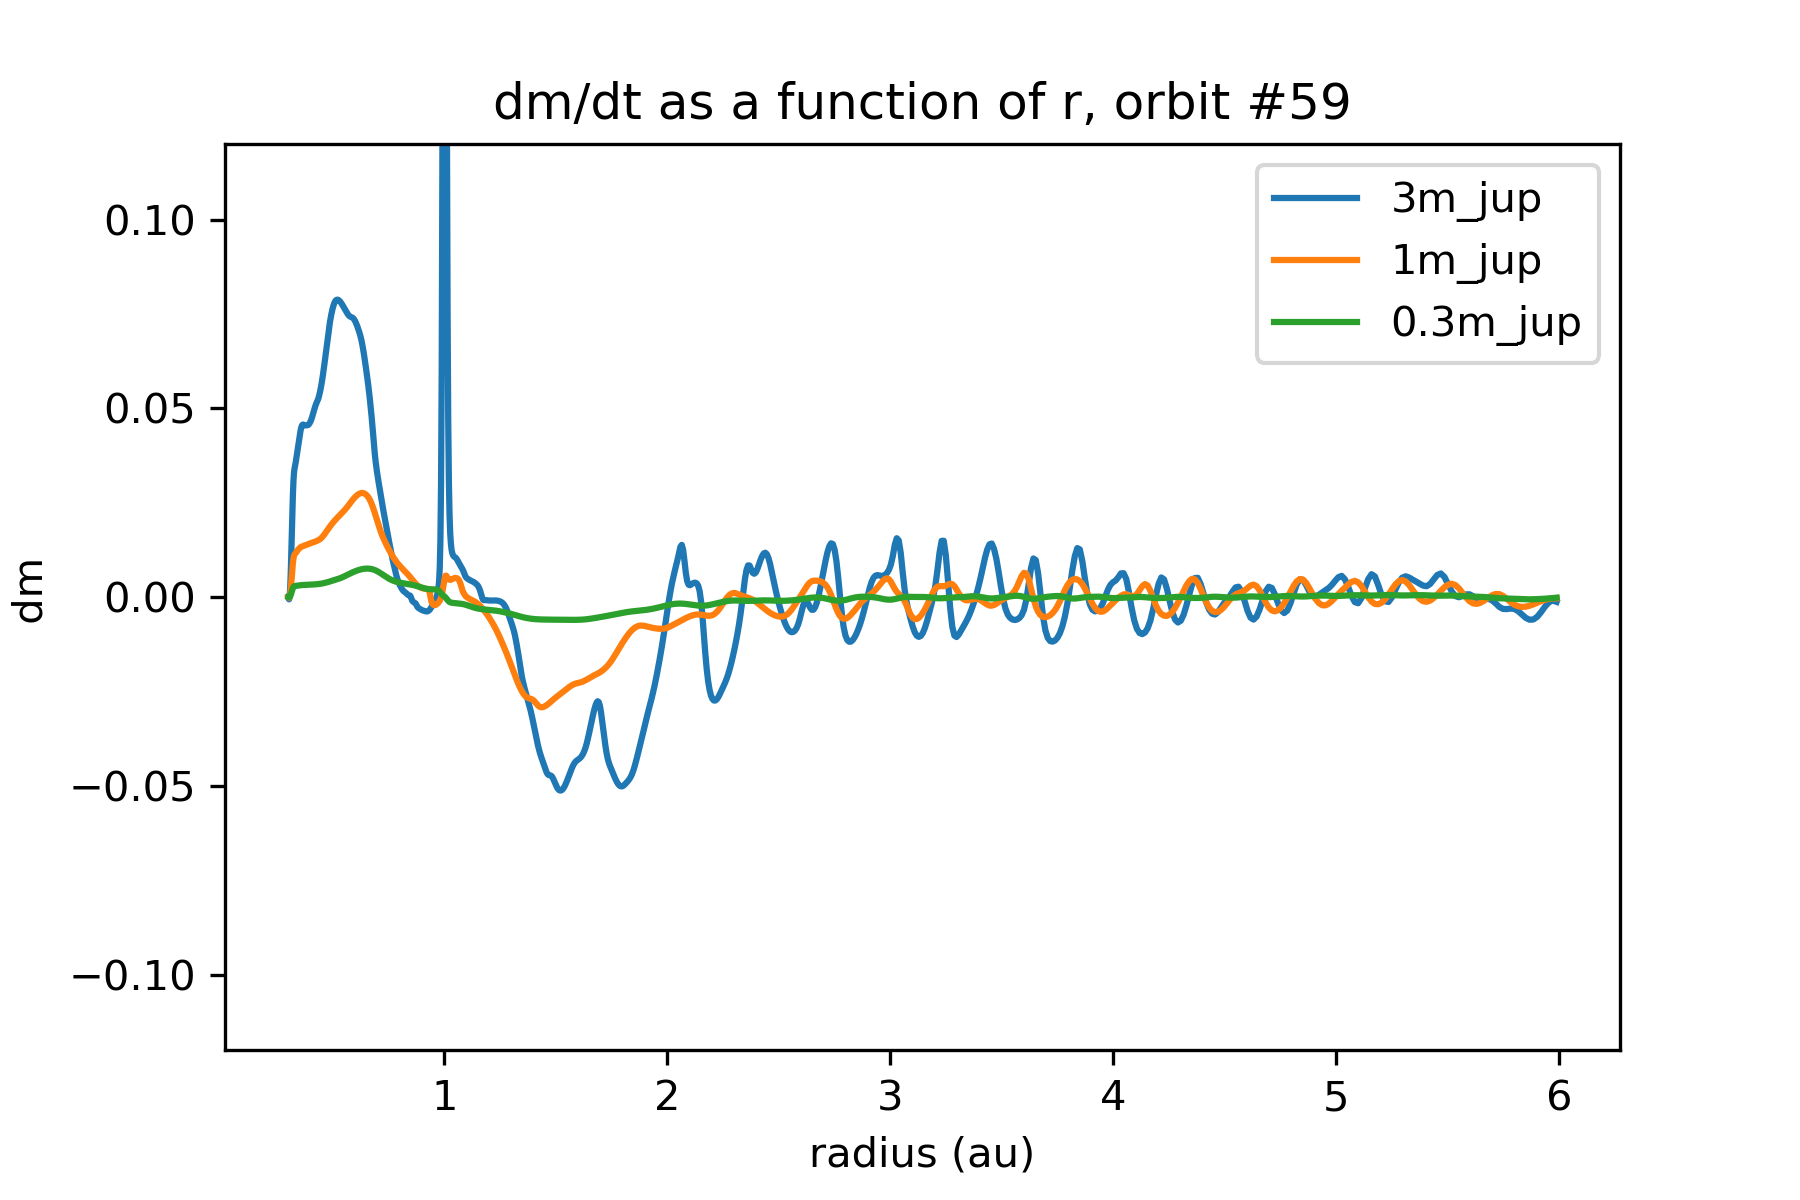 dm/dt as a function of r, orbit #59
3m_jup
1m_jup
0.3m_jup
0.10
0.05
0.00
−0.05
−0.10
dm
1 2 3 4 5 6
radius (au)